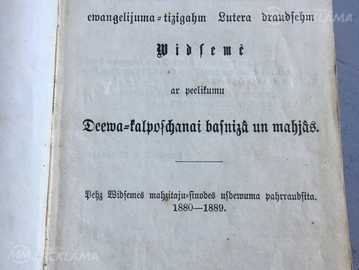 ewangelijuma-tizigahm Lutera draudsehm
Widsemê
ar peelikumu
Deewa-kalposchanai basnizâ un mahjâs.
Pehz Widsemes mahzitaju-sinodes usdewuma pahrraudsita.
1880—1889.